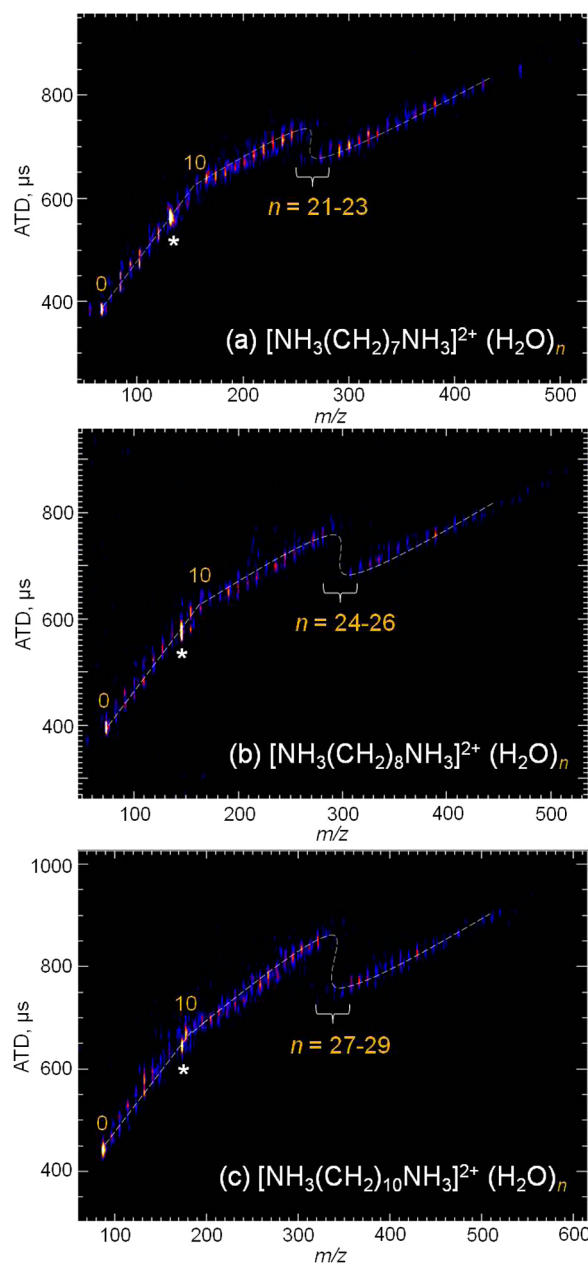 800
10
ATD, µs
600
n = 21-23
*
0
400
(a) [NH3(CH2)7NH3]2+ (H2O)n
100 200 300 400 500
m/z
800
10
ATD, µs
600
n = 24-26
*
0
400
(b) [NH3(CH2)8NH3]2+ (H2O)n
100 200 300 400 500
m/z
1000
800
10
ATD, µs
n = 27-29
600
*
0
400
(c) [NH3(CH2)10NH3]2+ (H2O)n
100 200 300 400 500 600
m/z